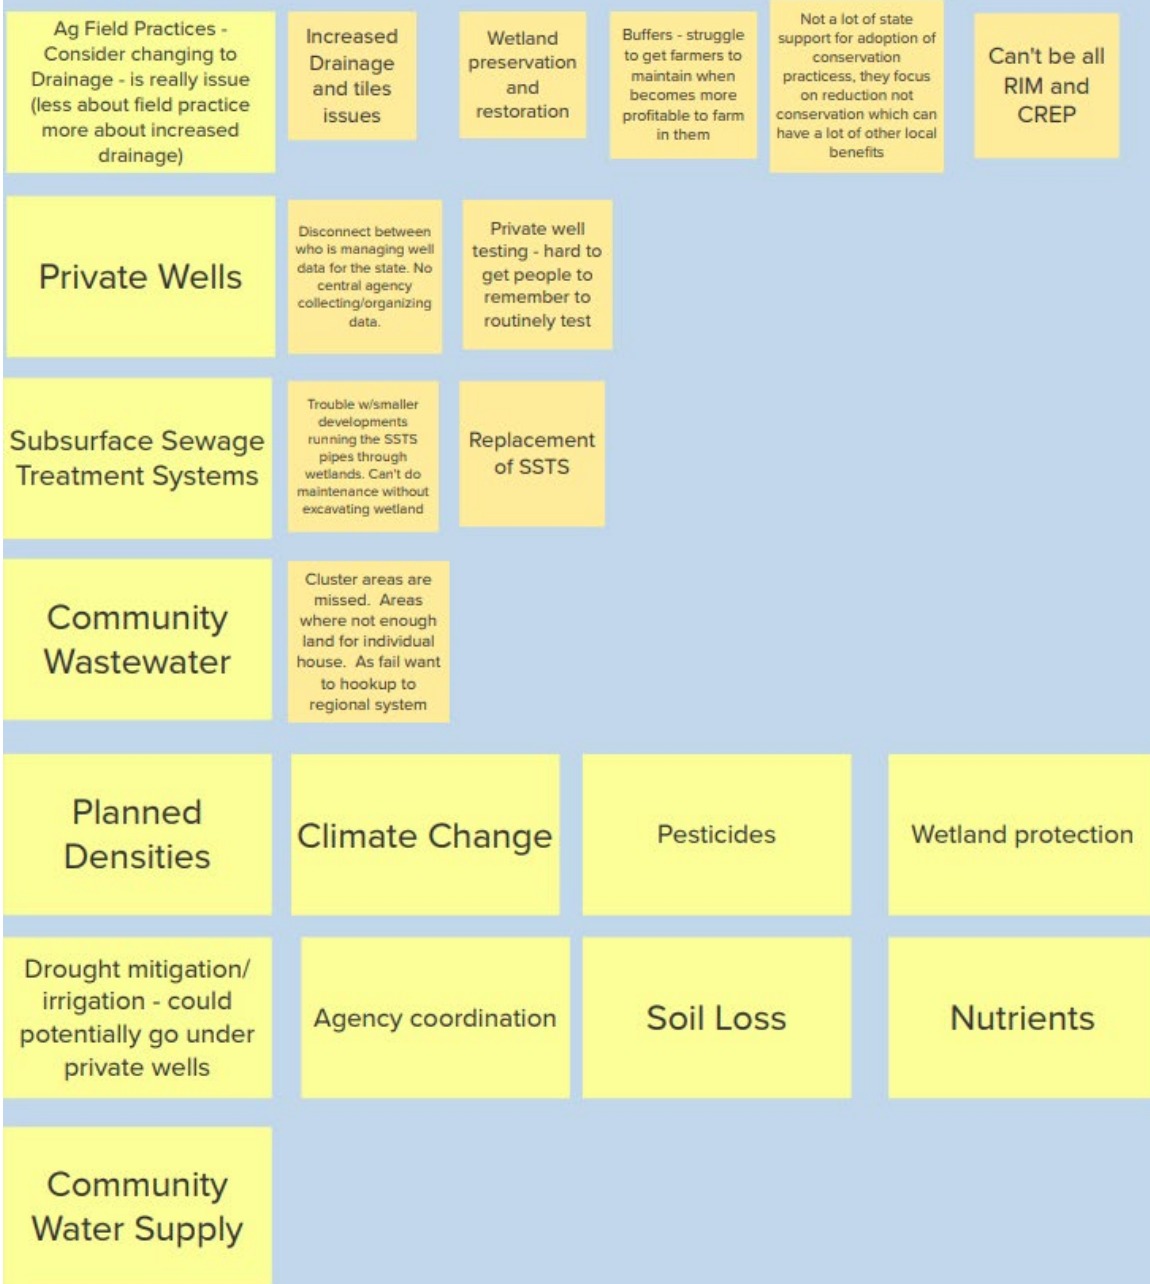 Ag Field Practices -
Consider changing to
Drainage - is really issue
(less about field practice
more about increased
drainage)
Increased
Drainage
and tiles
issues
Wetland
preservation
and
restoration
Buffers - struggle
to get farmers to
maintain when
becomes more
profitable to farm
in them
Not a lot of state
support for adoption of
conservation
practicess, they focus
on reduction not
conservation which can
have a lot of other local
benefits
Can't be all
RIM and
CREP
Private Wells
Disconnect between
who is managing well
data for the state. No
central agency
collecting/organizing
data.
Private well
testing - hard to
get people to
remember to
routinely test
Subsurface Sewage
Treatment Systems
Trouble w/smaller
developments
running the SSTS
pipes through
wetlands. Can't do
maintenance without
excavating wetland
Replacement
of SSTS
Community
Wastewater
Cluster areas are
missed. Areas
where not enough
land for individual
house. As fail want
to hookup to
regional system
Planned
Densities
Climate Change
Pesticides
Wetland protection
Drought mitigation/
irrigation - could
potentially go under
private wells
Agency coordination
Soil Loss
Nutrients
Community
Water Supply